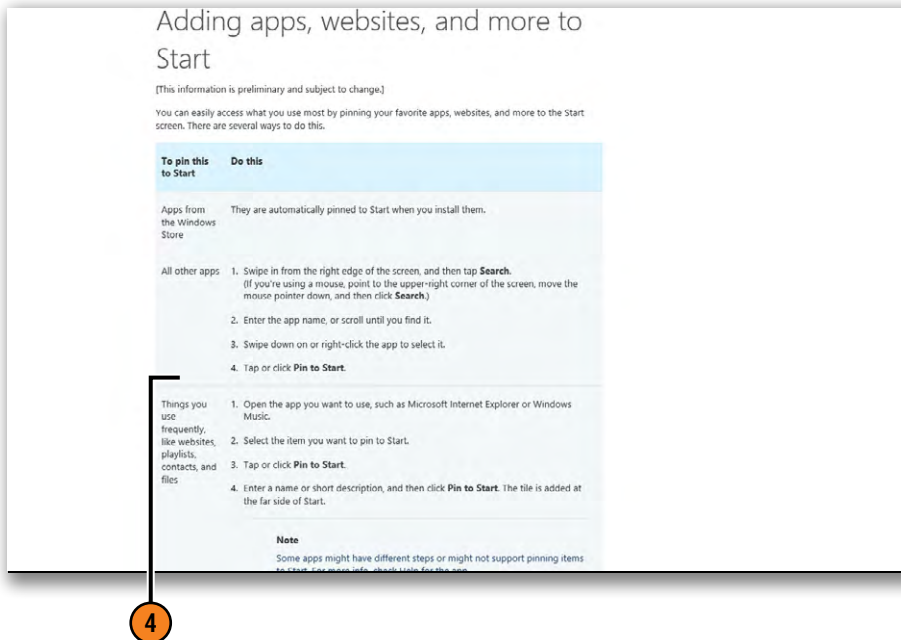 Adding apps, websites, and more to
Start
[This information is preliminary and subject to change.]
You can easily access what you use most by pinning your favorite apps, websites, and more to the Start
screen. There are several ways to do this.
To pin this
to Start
Do this
Apps from
the Windows
Store
They are automatically pinned to Start when you install them.
All other apps
1. Swipe in from the right edge of the screen, and then tap Search.
(If you're using a mouse, point to the upper-right corner of the screen, move the
mouse pointer down, and then click Search.)
2. Enter the app name, or scroll until you find it.
3. Swipe down on or right-click the app to select it.
4. Tap or click Pin to Start.
Things you
use
frequently,
like websites,
playlists,
contacts, and
files
1. Open the app you want to use, such as Microsoft Internet Explorer or Windows
Music.
2. Select the item you want to pin to Start.
3. Tap or click Pin to Start.
4. Enter a name or short description, and then click Pin to Start. The tile is added at
the far side of Start.
Note
Some apps might have different steps or might not support pinning items
to Start. For more info, check Help for the app.
4